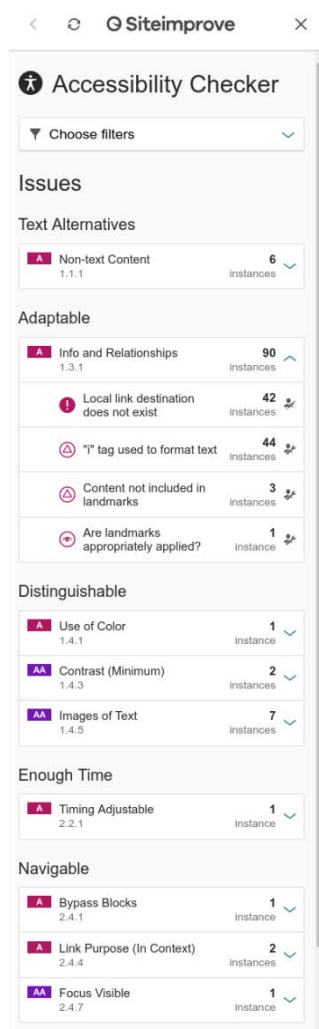 Siteimprove
Accessibility Checker
Choose filters
Issues
Text Alternatives
A Non-text Content 6
1.1.1 instances
Adaptable
A Info and Relationships 90
1.3.1 instances
Local link destination 42
does not exist instances
"i" tag used to format text 44
instances
Content not included in 3
landmarks instances
Are landmarks 1
appropriately applied? instance
Distinguishable
A Use of Color 1
1.4.1 instance
AA Contrast (Minimum) 2
1.4.3 instances
AA Images of Text 7
1.4.5 instances
Enough Time
A Timing Adjustable 1
2.2.1 instance
Navigable
A Bypass Blocks 1
2.4.1 instance
A Link Purpose (In Context) 2
2.4.4 instances
AA Focus Visible 1
2.4.7 instance